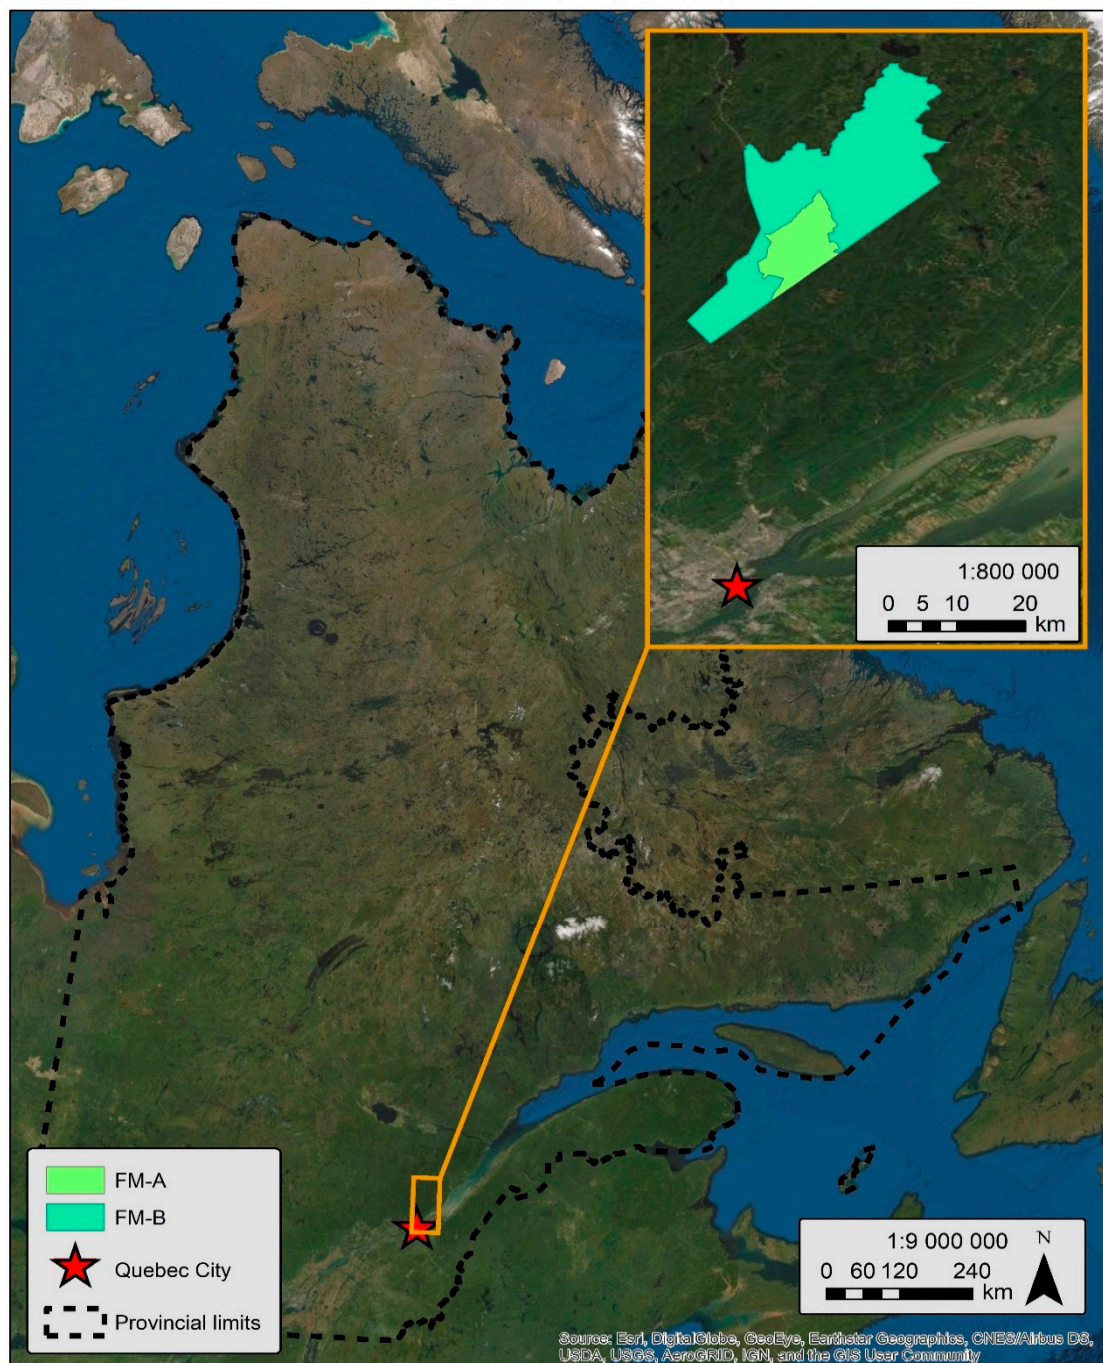 1:800 000
0 5 10 20
km
FM-A
FM-B
Quebec City
Provincial limits
1:9 000 000
N
0 60 120 240
km
Source: Esri, DigitalGlobe, GeoEye, Earthstar Geographics, CNES/Airbus DS,
USDA, USGS, AeroGRID, IGN, and the GIS User Community